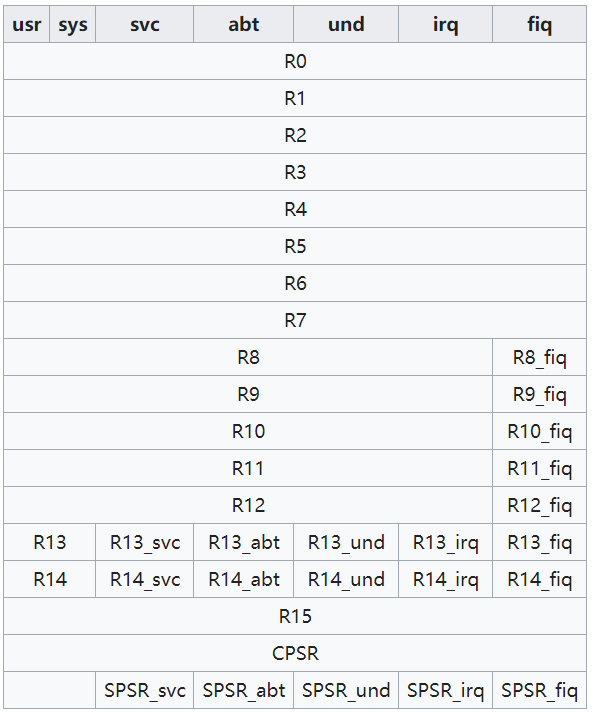 usr sys svc abt und irq fiq
R0
R1
R2
R3
R4
R5
R6
R7
R8 R8_fiq
R9 R9_fiq
R10 R10_fiq
R11 R11_fiq
R12 R12_fiq
R13 R13_svc R13_abt R13_und R13_irq R13_fiq
R14 R14_svc R14_abt R14_und R14_irq R14_fiq
R15
CPSR
SPSR_svc SPSR_abt SPSR_und SPSR_irq SPSR_fiq